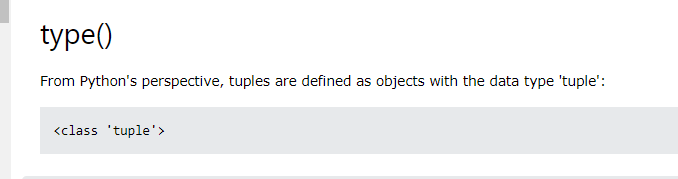 type()
From Python's perspective, tuples are defined as objects with the data type 'tuple':
<class 'tuple'>